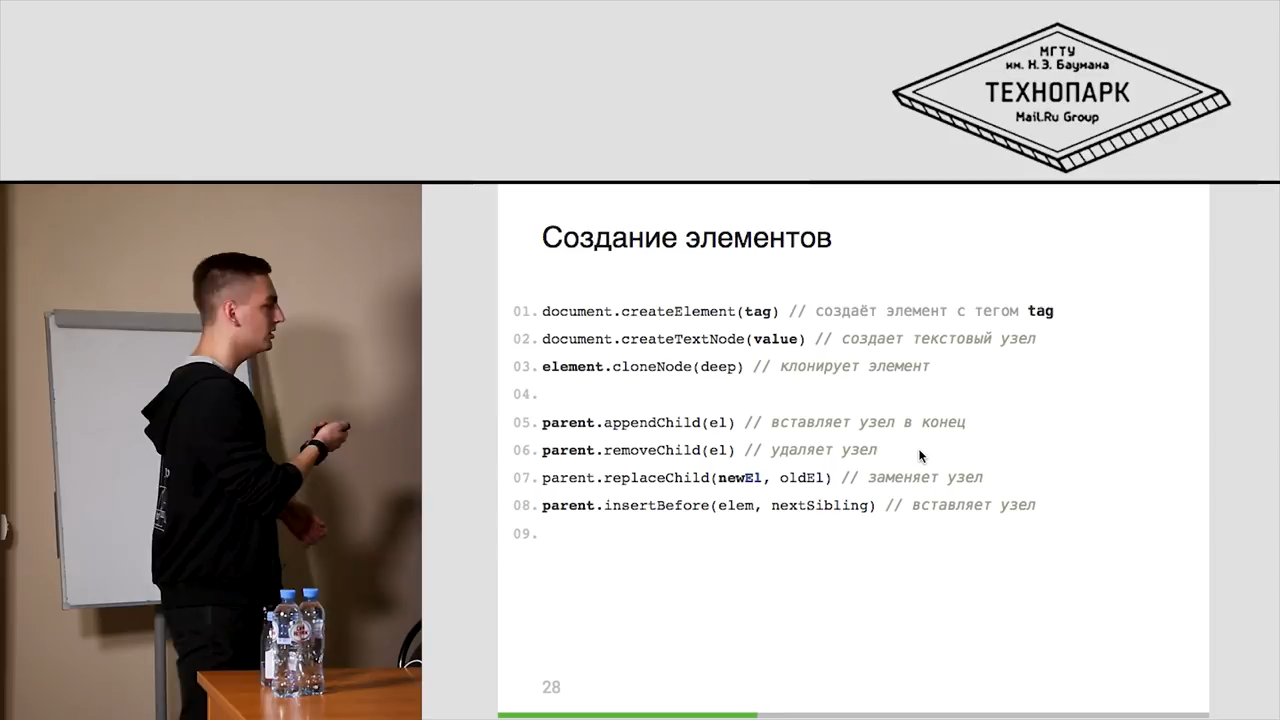 МГТУ
им. Н.Э. Баумана
ТЕХНОПАРК
Mail.Ru Group
Создание элементов
01. document.createElement(tag) // создаёт элемент с тегом tag
02. document.createTextNode(value) // создает текстовый узел
03. element.cloneNode(deep) // клонирует элемент
04.
05. parent.appendChild(el) // вставляет узел в конец
06. parent.removeChild(el) // удаляет узел
07. parent.replaceChild(newEl, oldEl) // заменяет узел
08. parent.insertBefore(elem, nextSibling) // вставляет узел
09.
28